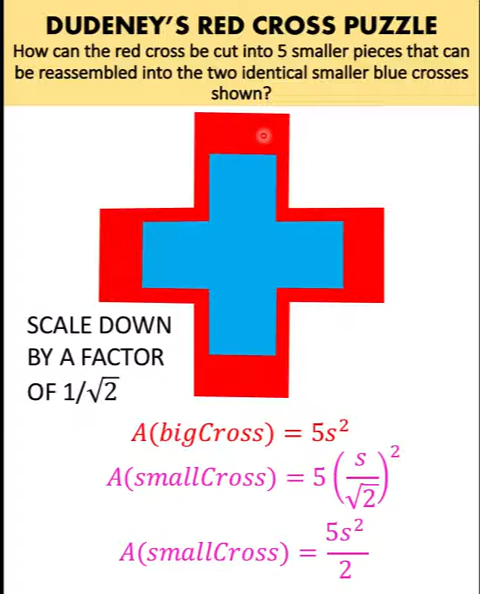 DUDENEY'S RED CROSS PUZZLE
How can the red cross be cut into 5 smaller pieces that can
be reassembled into the two identical smaller blue crosses
shown?
SCALE DOWN
BY A FACTOR
OF 1/√2
A(bigCross) = 5s²
A(smallCross) = 5(s/√2)²
A(smallCross) = 5s²/2